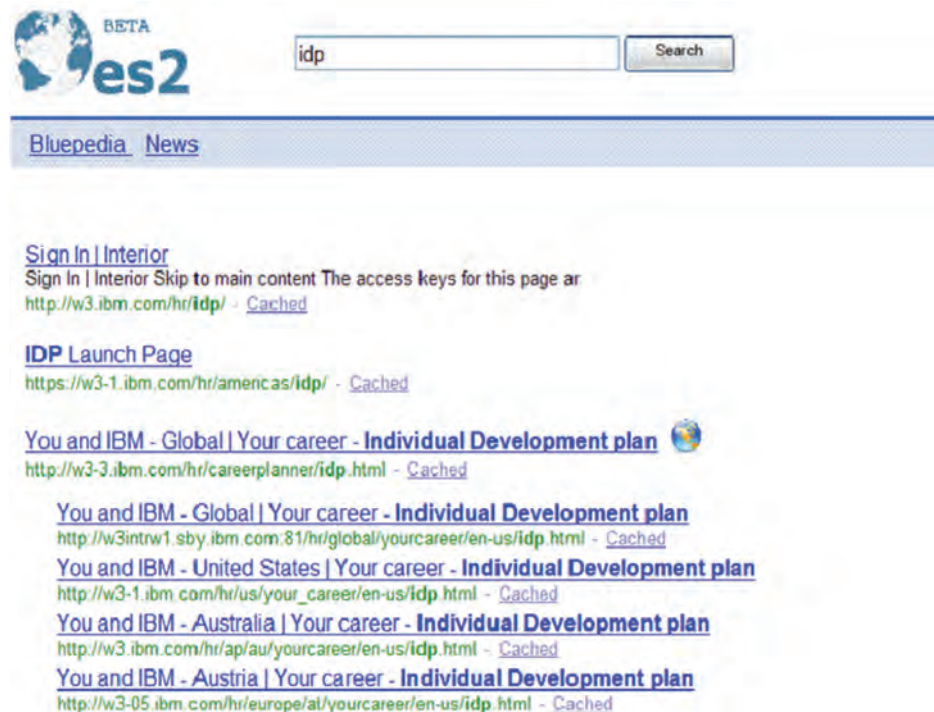 BETA
es2
idp
Search
Bluepedia News
Sign In | Interior
Sign In | Interior Skip to main content The access keys for this page ar
http://w3.ibm.com/hr/idp/ - Cached
IDP Launch Page
https://w3-1.ibm.com/hr/americas/idp/ - Cached
You and IBM - Global | Your career - Individual Development plan
http://w3-3.ibm.com/hr/careerplanner/idp.html - Cached
You and IBM - Global | Your career - Individual Development plan
http://w3intrw1.sby.ibm.com:81/hr/global/yourcareer/en-us/idp.html - Cached
You and IBM - United States | Your career - Individual Development plan
http://w3-1.ibm.com/hr/us/your_career/en-us/idp.html - Cached
You and IBM - Australia | Your career - Individual Development plan
http://w3.ibm.com/hr/ap/au/yourcareer/en-us/idp.html - Cached
You and IBM - Austria | Your career - Individual Development plan
http://w3-05.ibm.com/hr/europe/at/yourcareer/en-us/idp.html - Cached